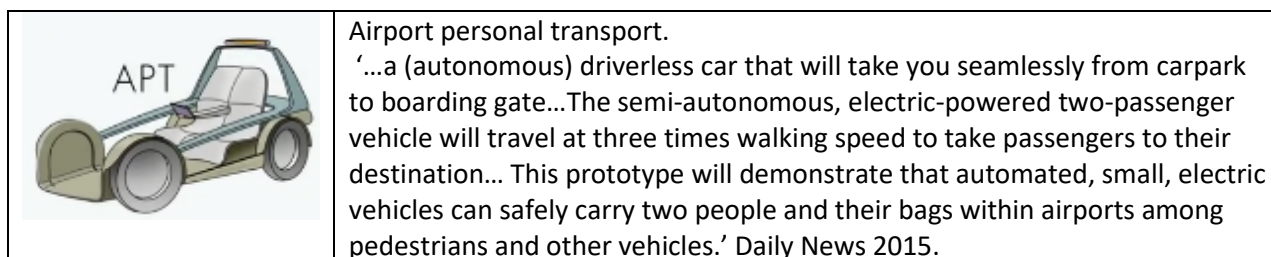 APT
Airport personal transport.
‘…a (autonomous) driverless car that will take you seamlessly from carpark
to boarding gate…The semi-autonomous, electric-powered two-passenger
vehicle will travel at three times walking speed to take passengers to their
destination… This prototype will demonstrate that automated, small, electric
vehicles can safely carry two people and their bags within airports among
pedestrians and other vehicles.’ Daily News 2015.